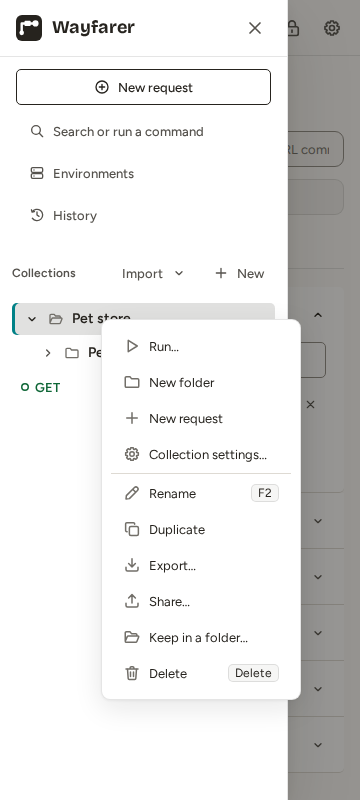 Wayfarer
New request
Search or run a command
Environments
History
Collections
Import
New
Pet store
GET
Run...
New folder
New request
Collection settings...
Rename
F2
Duplicate
Export...
Share...
Keep in a folder...
Delete
Delete